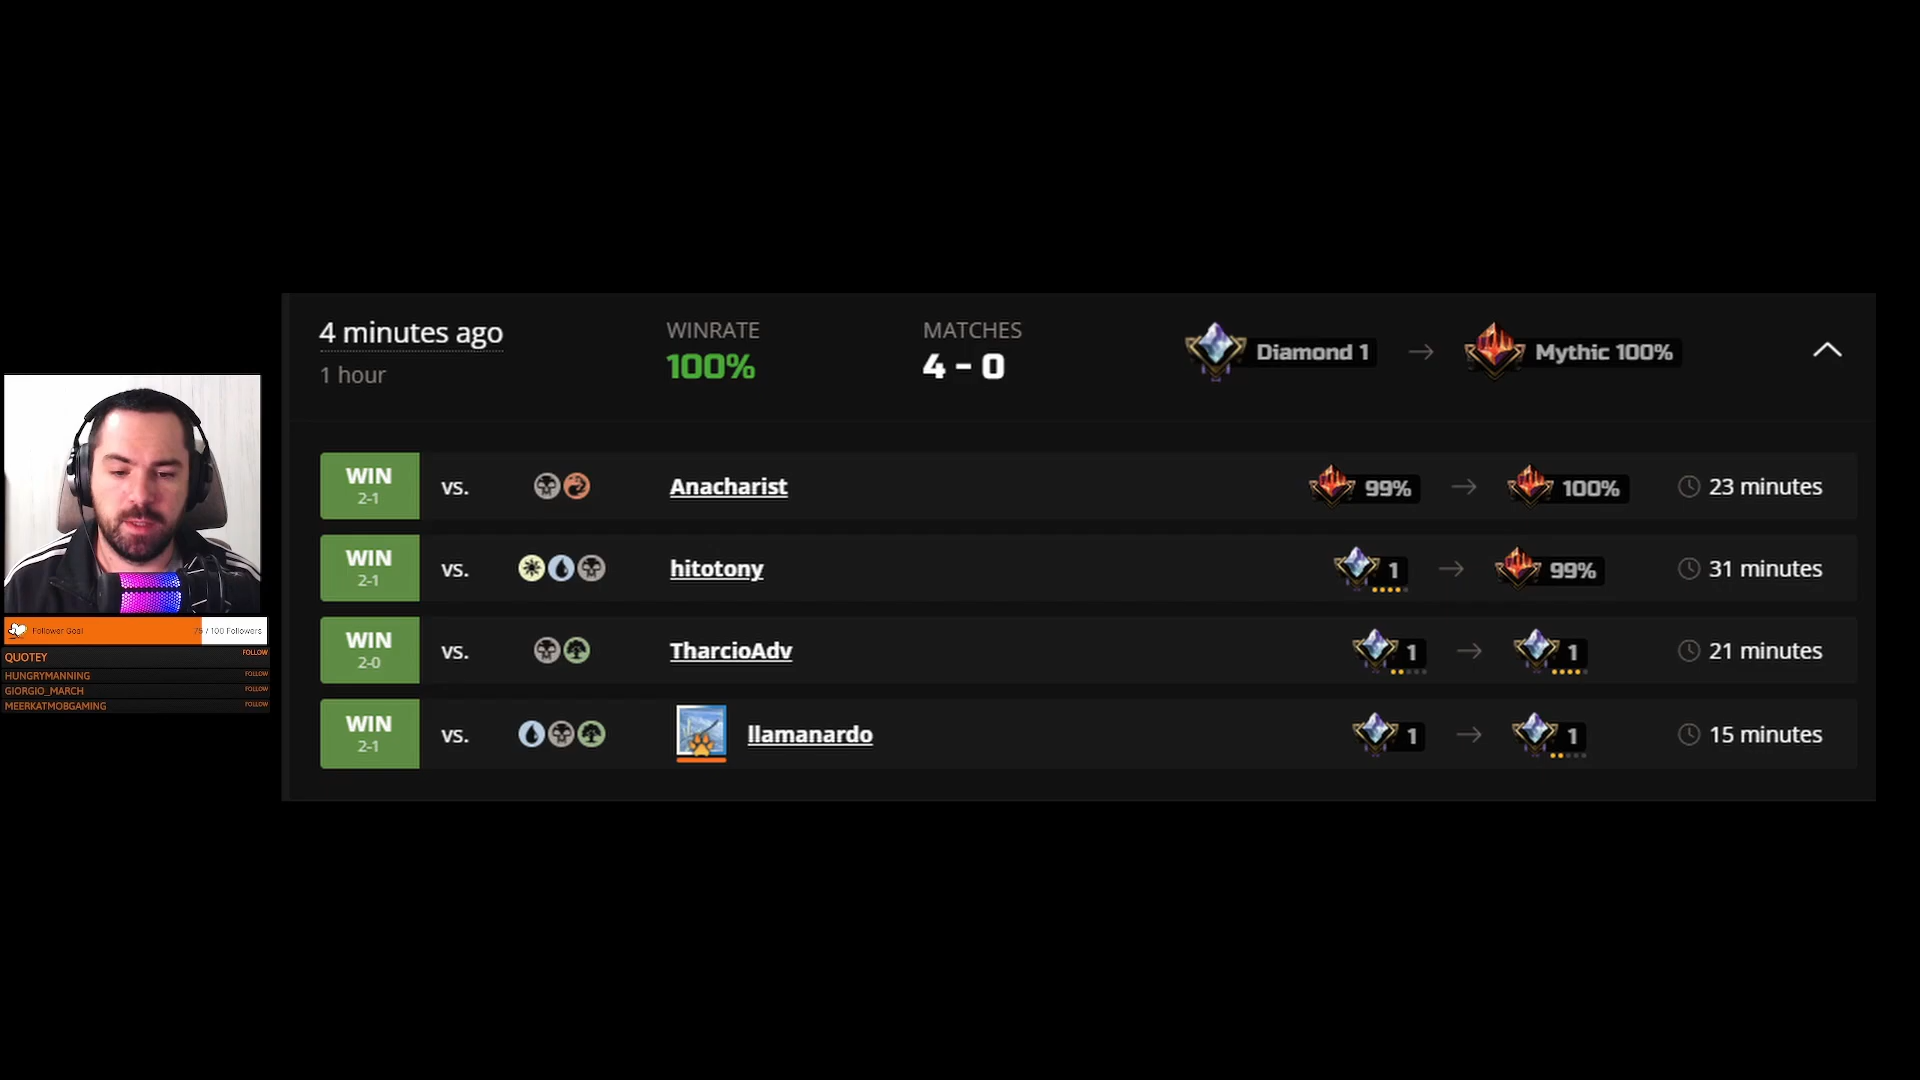 4 minutes ago
1 hour
WINRATE
100%
MATCHES
4 - 0
Diamond 1
Mythic 100%
WIN
2-1
vs.
Anacharist
99%
100%
23 minutes
WIN
2-1
vs.
hitotony
1
99%
31 minutes
WIN
2-0
vs.
TharcioAdv
1
1
21 minutes
WIN
2-1
vs.
llamanardo
1
1
15 minutes
Follower Goal
75 / 100 Followers
QUOTEY FOLLOW
HUNGRYMANNING FOLLOW
GIORGIO_MARCH FOLLOW
MEERKATMOBGAMING FOLLOW